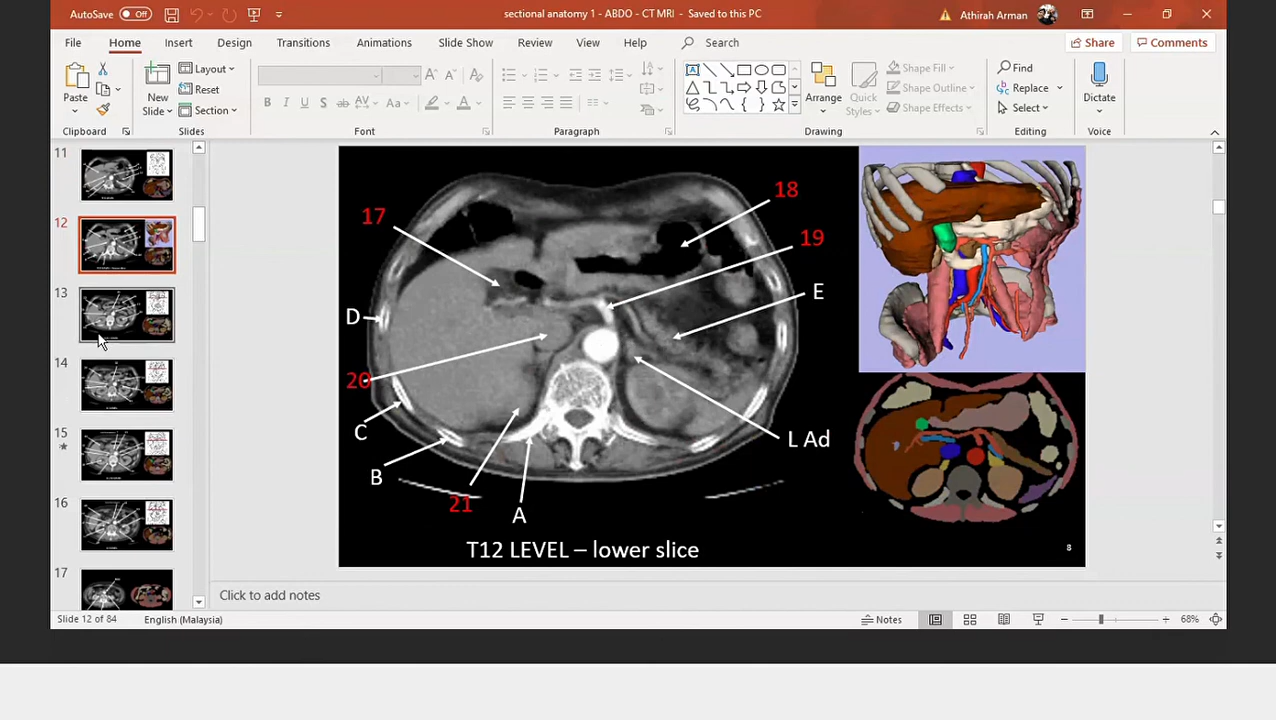 AutoSave Off
sectional anatomy 1 - ABDO - CT MRI - Saved to this PC
Athirah Arman
File Home Insert Design Transitions Animations Slide Show Review View Help Search
Share Comments
Paste
New
Slide
Layout
Reset
Section
Arrange
Quick
Styles
Shape Fill
Shape Outline
Shape Effects
Find
Replace
Select
Dictate
Clipboard Slides Font Paragraph Drawing Editing Voice
11
12
13
14
15
16
17
17
18
19
E
D
20
C
L Ad
B
21
A
T12 LEVEL – lower slice
8
Click to add notes
Slide 12 of 84 English (Malaysia) Notes 68%